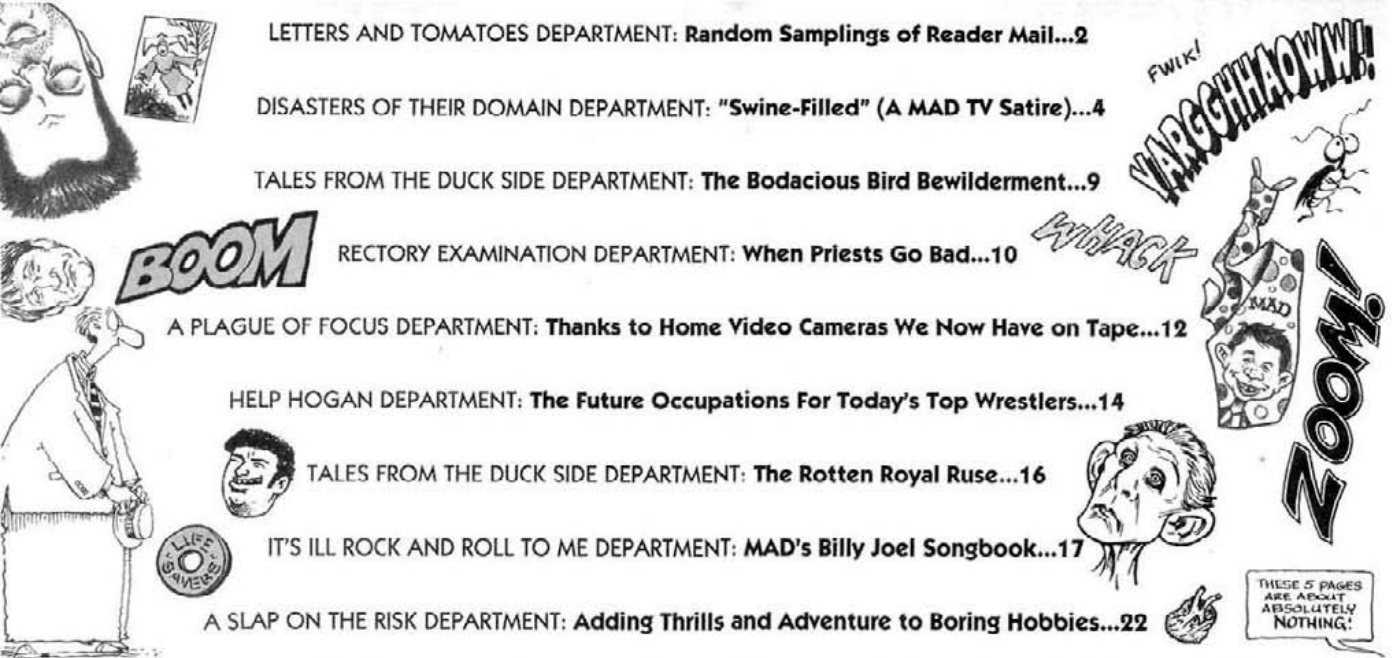 LETTERS AND TOMATOES DEPARTMENT: Random Samplings of Reader Mail...2
FWIK!
VARGGHHAOWW!!
DISASTERS OF THEIR DOMAIN DEPARTMENT: "Swine-Filled" (A MAD TV Satire)...4
TALES FROM THE DUCK SIDE DEPARTMENT: The Bodacious Bird Bewilderment...9
WHACK
BOOM
RECTORY EXAMINATION DEPARTMENT: When Priests Go Bad...10
MAD
ZOOM!
A PLAGUE OF FOCUS DEPARTMENT: Thanks to Home Video Cameras We Now Have on Tape...12
HELP HOGAN DEPARTMENT: The Future Occupations For Today's Top Wrestlers...14
TALES FROM THE DUCK SIDE DEPARTMENT: The Rotten Royal Ruse...16
LIFE
SAVERS
IT'S ILL ROCK AND ROLL TO ME DEPARTMENT: MAD's Billy Joel Songbook...17
THESE 5 PAGES
ARE ABOUT
ABSOLUTELY
NOTHING!
A SLAP ON THE RISK DEPARTMENT: Adding Thrills and Adventure to Boring Hobbies...22